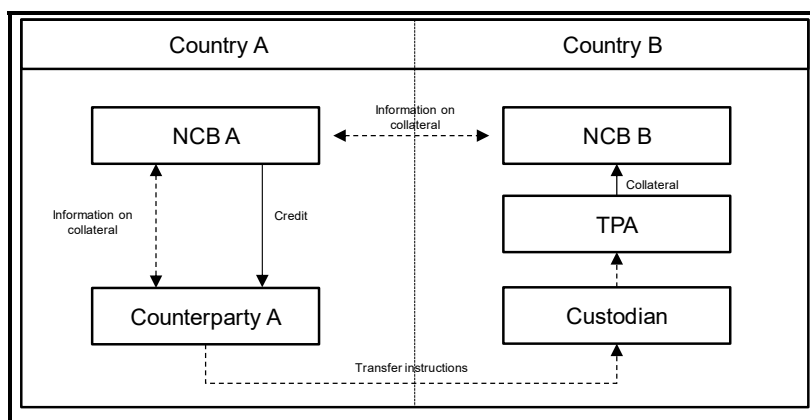 Country A
Country B
Information on
collateral
NCB A
NCB B
Collateral
Information on
collateral
Credit
TPA
Counterparty A
Custodian
Transfer instructions